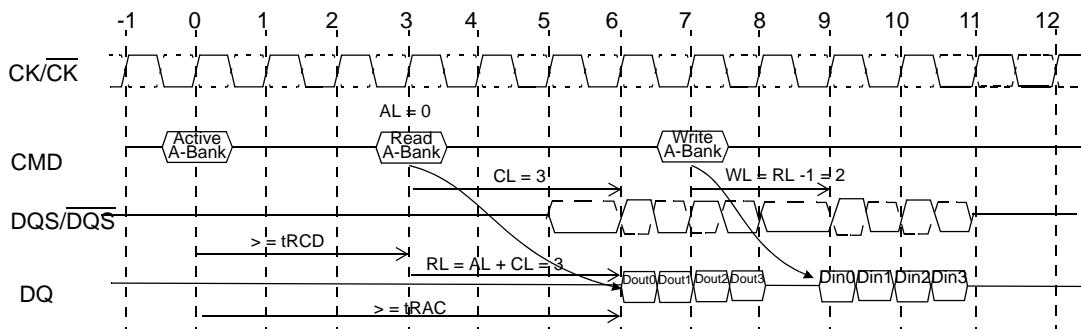 -1 0 1 2 3 4 5 6 7 8 9 10 11 12
CK/CK
AL = 0
Active
A-Bank
Read
A-Bank
Write
A-Bank
CMD
CL = 3
WL = RL -1 = 2
DQS/DQS
> = tRCD
RL = AL + CL = 3
DQ
Dout0 Dout1 Dout2 Dout3
Din0 Din1 Din2 Din3
> = tRAC